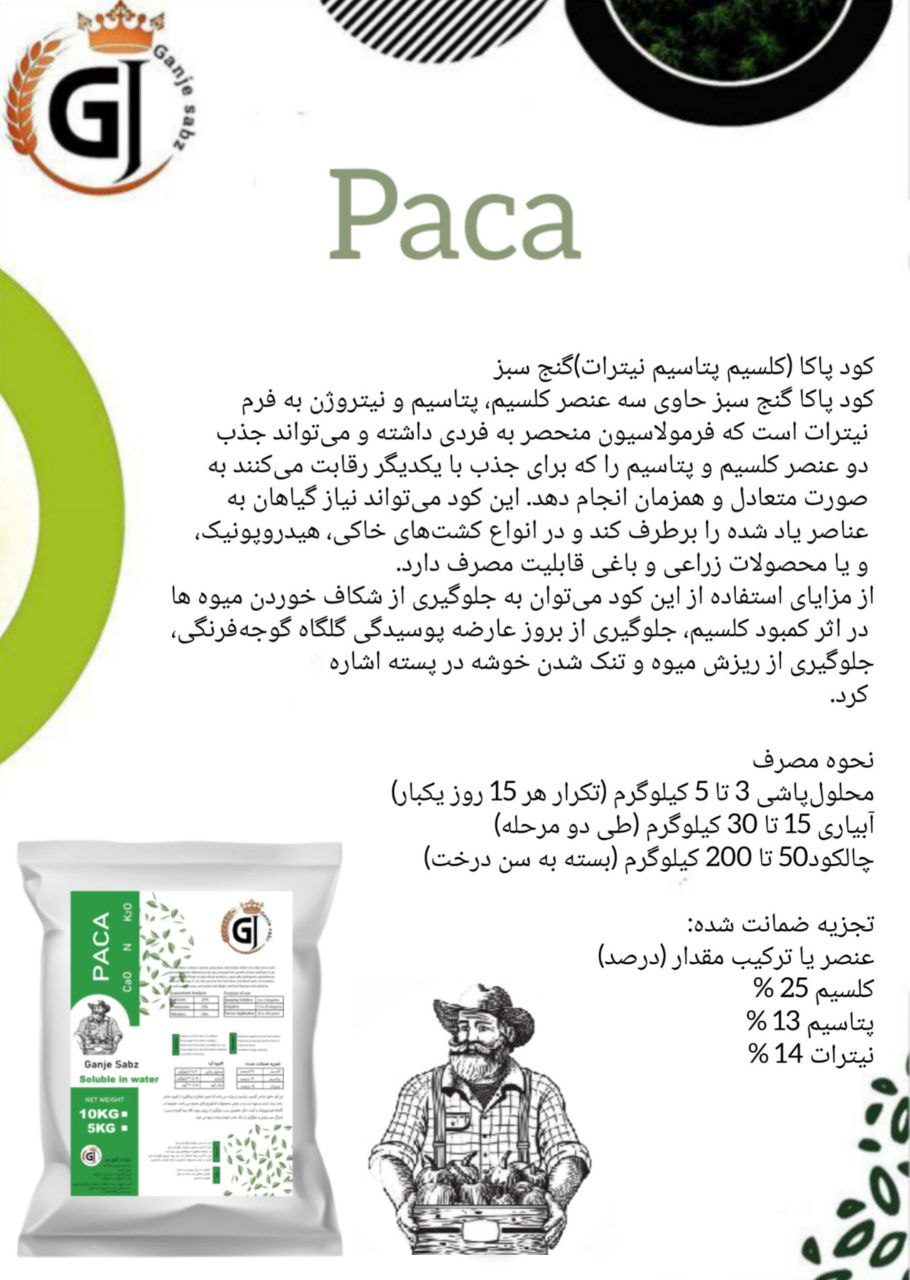 Ganje sabz
GJ
Paca
کود پاکا (کلسیم پتاسیم نیترات)گنج سبز
کود پاکا گنج سبز حاوی سه عنصر کلسیم، پتاسیم و نیتروژن به فرم
نیترات است که فرمولاسیون منحصر به فردی داشته و می‌تواند جذب
دو عنصر کلسیم و پتاسیم را که برای جذب با یکدیگر رقابت می‌کنند به
صورت متعادل و همزمان انجام دهد. این کود می‌تواند نیاز گیاهان به
عناصر یاد شده را برطرف کند و در انواع کشت‌های خاکی، هیدروپونیک،
و یا محصولات زراعی و باغی قابلیت مصرف دارد.
از مزایای استفاده از این کود می‌توان به جلوگیری از شکاف خوردن میوه ها
در اثر کمبود کلسیم، جلوگیری از بروز عارضه پوسیدگی گلگاه گوجه‌فرنگی،
جلوگیری از ریزش میوه و تنک شدن خوشه در پسته اشاره
کرد.
نحوه مصرف
محلول‌پاشی 3 تا 5 کیلوگرم (تکرار هر 15 روز یکبار)
آبیاری 15 تا 30 کیلوگرم (طی دو مرحله)
چالکود50 تا 200 کیلوگرم (بسته به سن درخت)
تجزیه ضمانت شده:
عنصر یا ترکیب مقدار (درصد)
کلسیم 25 %
پتاسیم 13 %
نیترات 14 %
PACA
CaO N K2O
GJ
Ganje Sabz
Soluble in water
NET WEIGHT
10KG
5KG
GJ